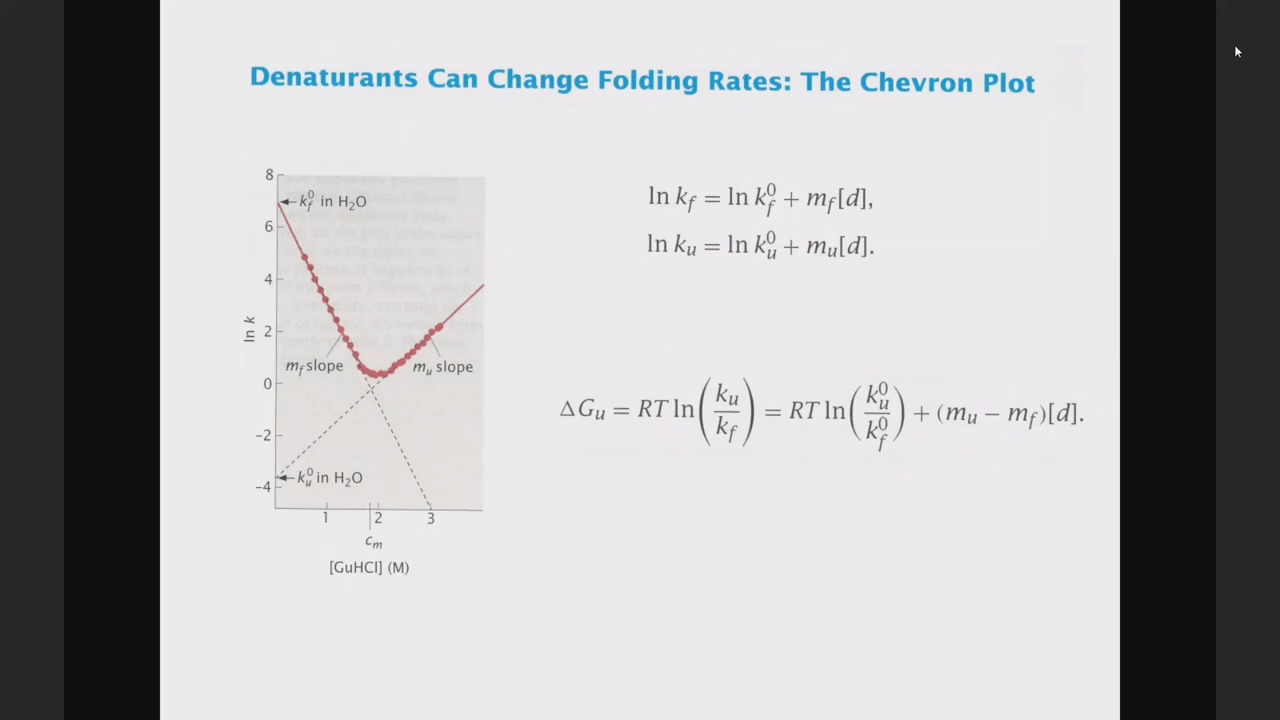 Denaturants Can Change Folding Rates: The Chevron Plot
8
k_f^0 in H₂O
6
4
ln k
2
m_f slope
m_u slope
0
-2
k_u^0 in H₂O
-4
1 2 3
c_m
[GuHCl] (M)
ln k_f = ln k_f^0 + m_f[d],
ln k_u = ln k_u^0 + m_u[d].
ΔG_u = RT ln(k_u/k_f) = RT ln(k_u^0/k_f^0) + (m_u − m_f)[d].